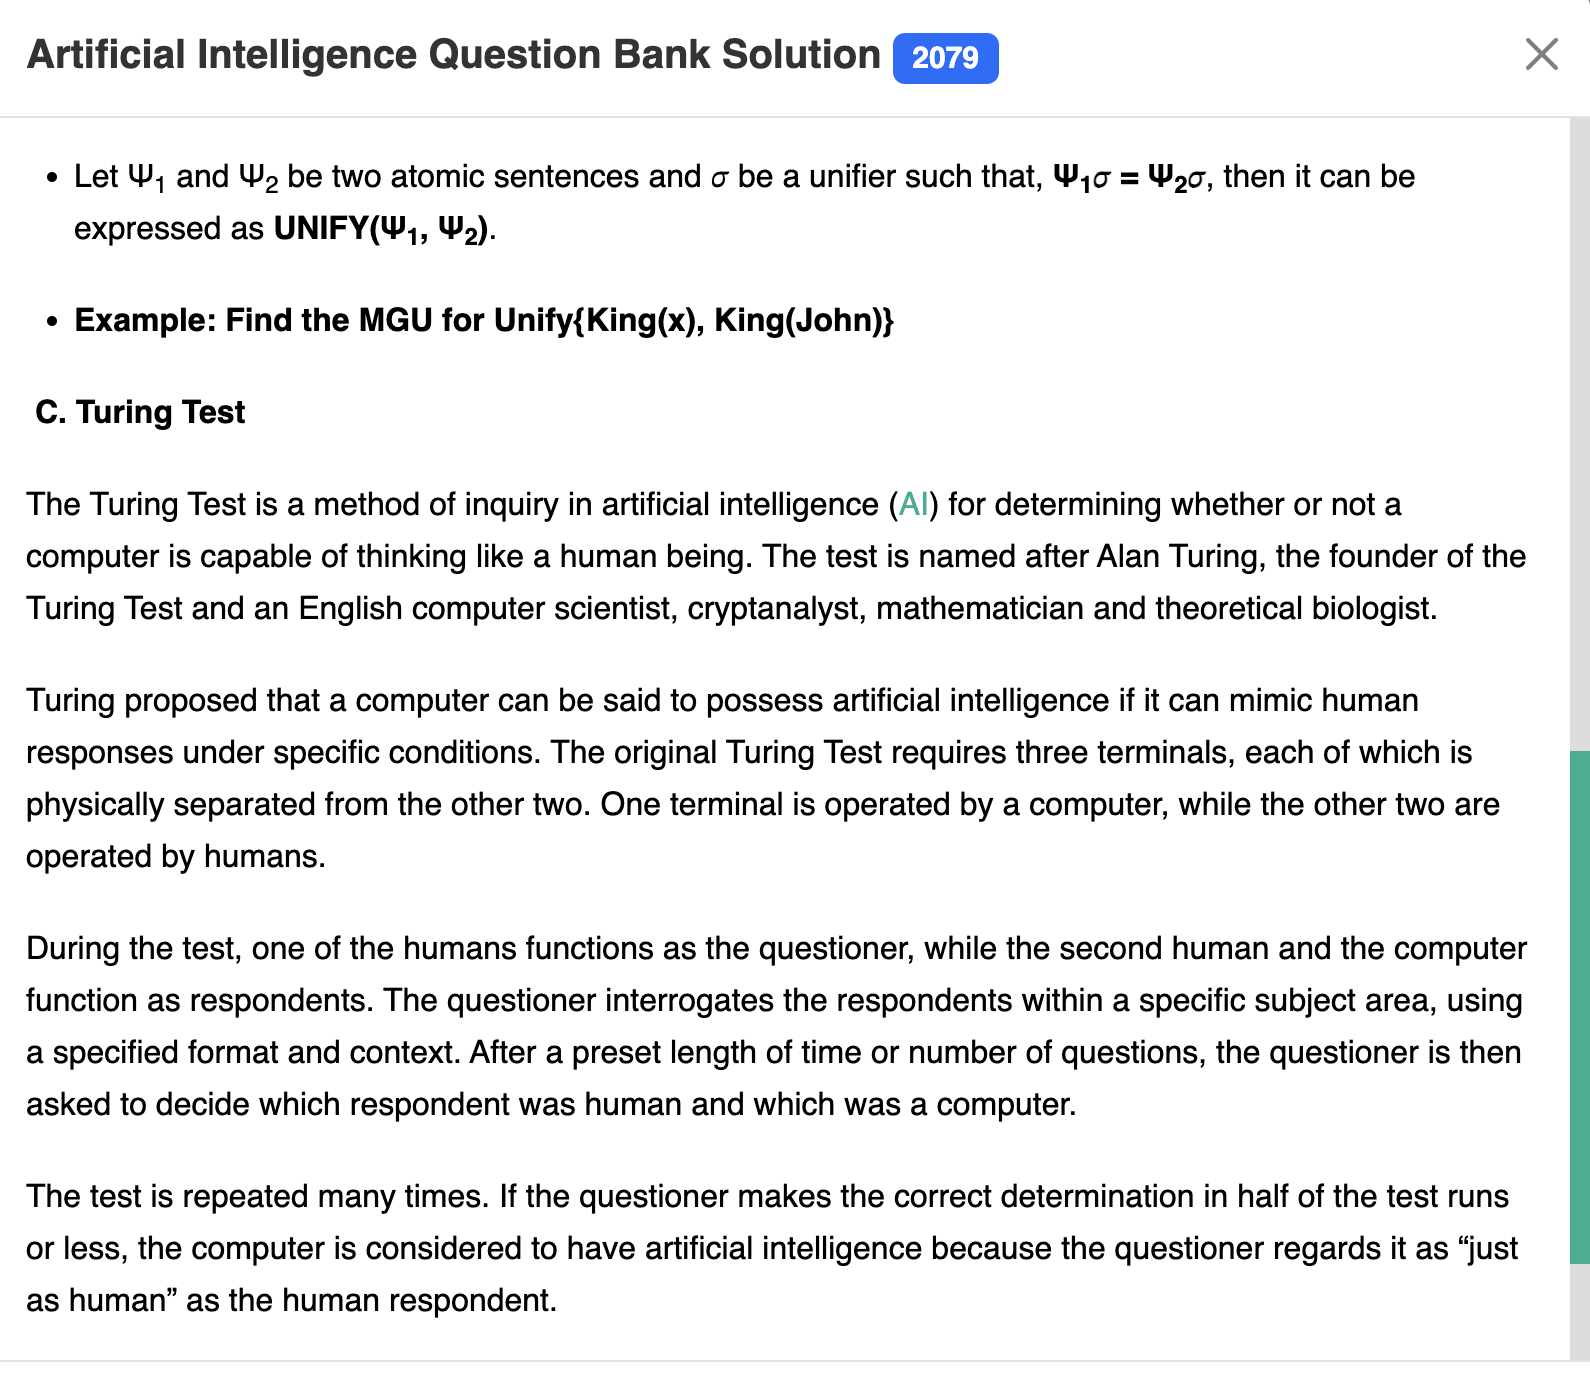 Artificial Intelligence Question Bank Solution 2079
• Let Ψ₁ and Ψ₂ be two atomic sentences and σ be a unifier such that, Ψ₁σ = Ψ₂σ, then it can be
expressed as UNIFY(Ψ₁, Ψ₂).
• Example: Find the MGU for Unify{King(x), King(John)}
C. Turing Test
The Turing Test is a method of inquiry in artificial intelligence (AI) for determining whether or not a
computer is capable of thinking like a human being. The test is named after Alan Turing, the founder of the
Turing Test and an English computer scientist, cryptanalyst, mathematician and theoretical biologist.
Turing proposed that a computer can be said to possess artificial intelligence if it can mimic human
responses under specific conditions. The original Turing Test requires three terminals, each of which is
physically separated from the other two. One terminal is operated by a computer, while the other two are
operated by humans.
During the test, one of the humans functions as the questioner, while the second human and the computer
function as respondents. The questioner interrogates the respondents within a specific subject area, using
a specified format and context. After a preset length of time or number of questions, the questioner is then
asked to decide which respondent was human and which was a computer.
The test is repeated many times. If the questioner makes the correct determination in half of the test runs
or less, the computer is considered to have artificial intelligence because the questioner regards it as “just
as human” as the human respondent.